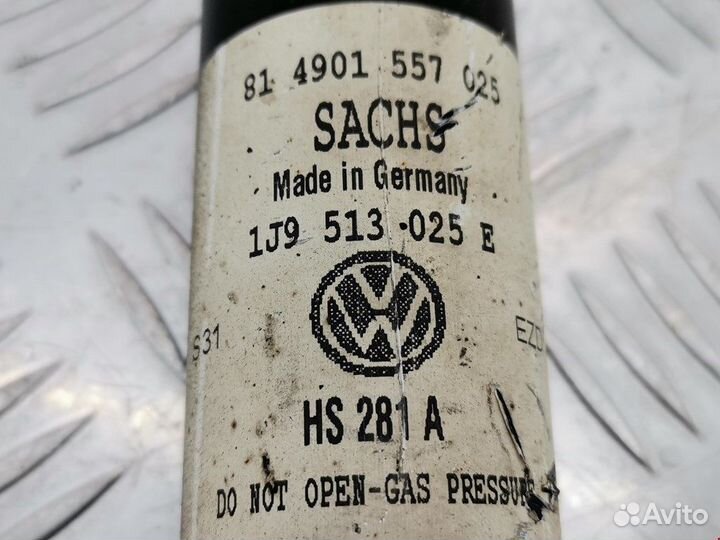 81 4901 557 025
SACHS
Made in Germany
1J9 513 025 E
S31
HS 281 A
DO NOT OPEN-GAS PRESSURE
Avito